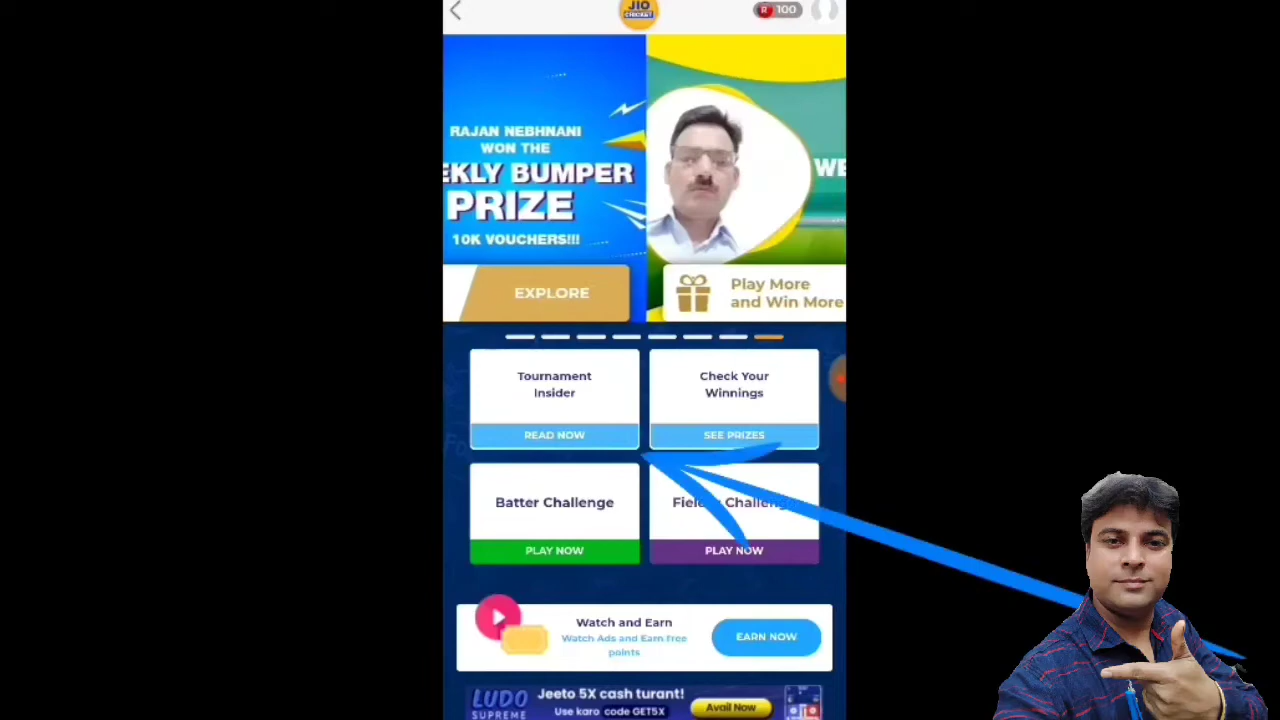 JIO
CRICKET
R 100
RAJAN NEBHNANI
WON THE
EKLY BUMPER
PRIZE
10K VOUCHERS!!!
WE
EXPLORE
Play More
and Win More
Tournament
Insider
READ NOW
Check Your
Winnings
SEE PRIZES
Batter Challenge
PLAY NOW
Challenge
PLAY NOW
Watch and Earn
Watch Ads and Earn free
points
EARN NOW
LUDO
SUPREME
Jeeto 5X cash turant!
Use karo code GET5X
Avail Now